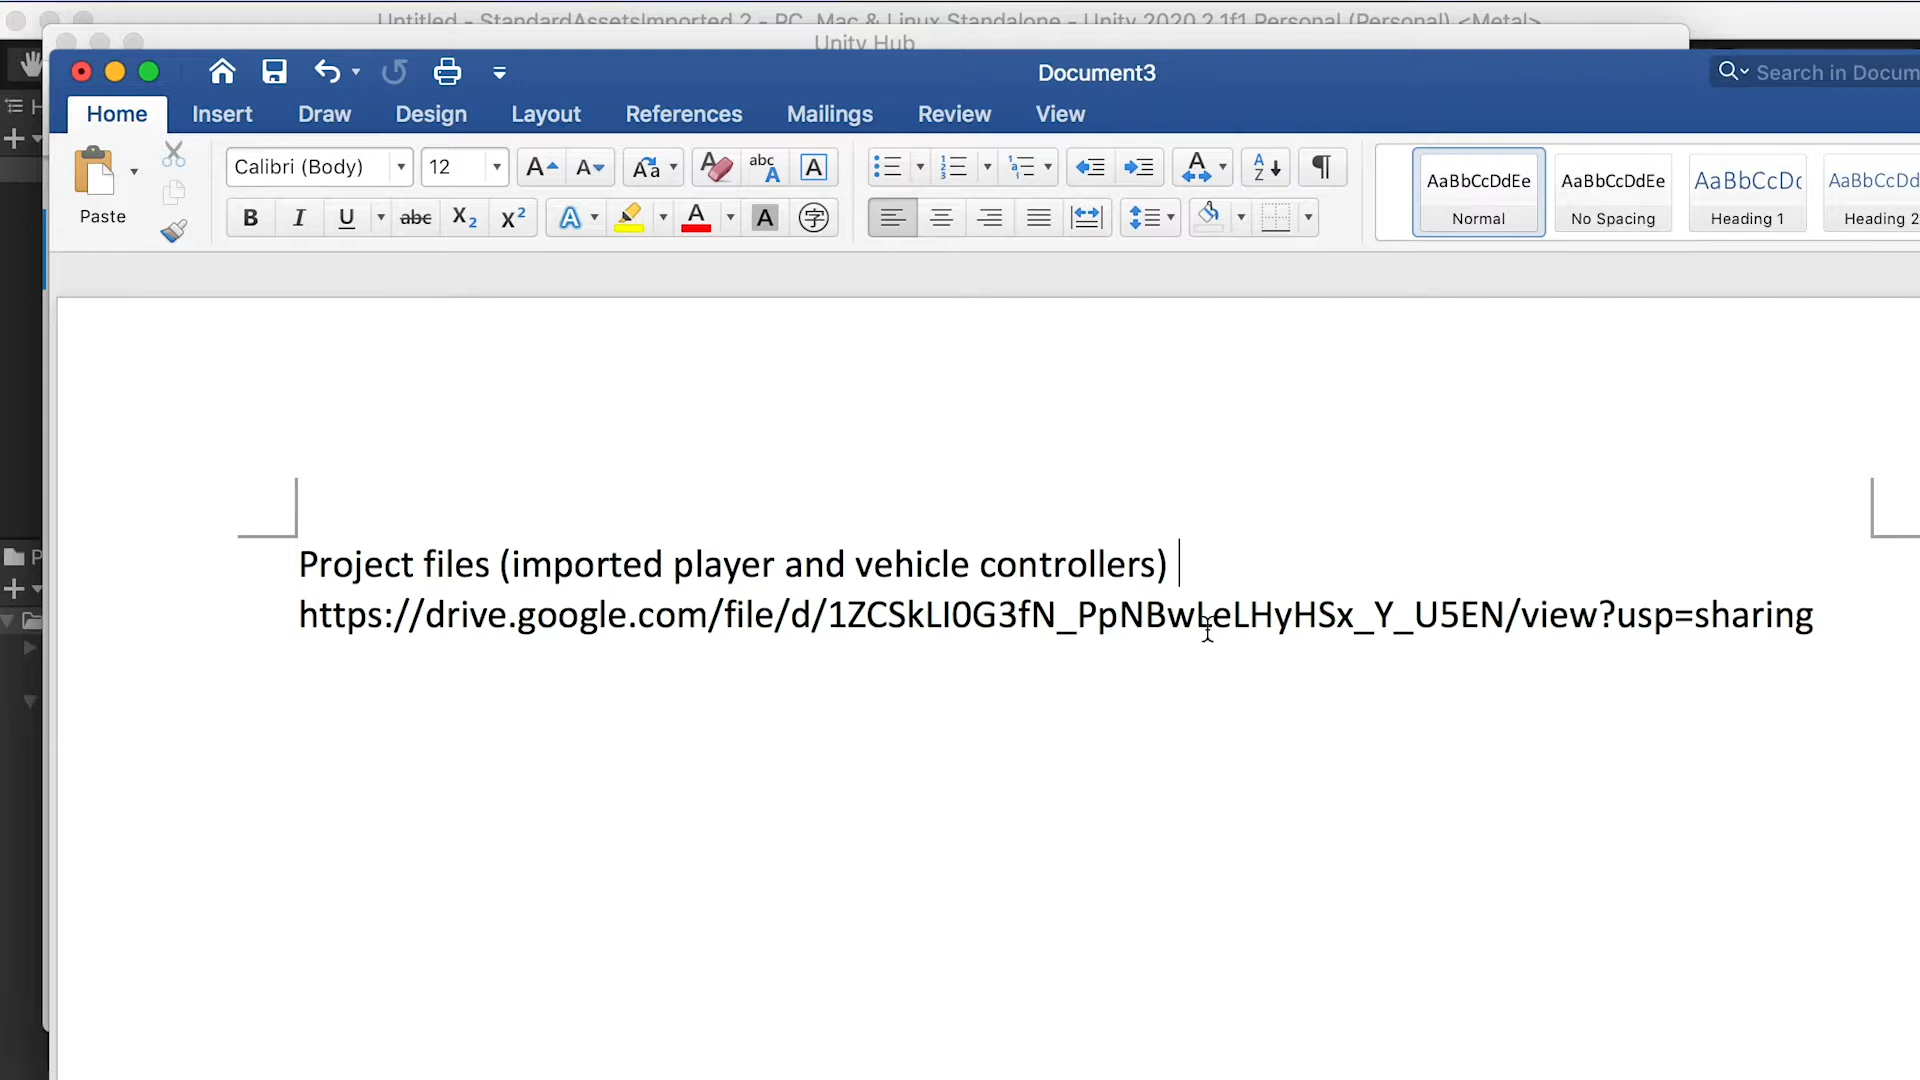 Untitled - StandardAssetsImported 2 - PC, Mac & Linux Standalone - Unity 2020.2.1f1 Personal (Personal) <Metal>
Unity Hub
Document3
Search in Docum
Home Insert Draw Design Layout References Mailings Review View
Paste
Calibri (Body) 12
AaBbCcDdEe AaBbCcDdEe AaBbCcDc AaBbCcDd
Normal No Spacing Heading 1 Heading 2
Project files (imported player and vehicle controllers)
https://drive.google.com/file/d/1ZCSkLI0G3fN_PpNBwLeLHyHSx_Y_U5EN/view?usp=sharing